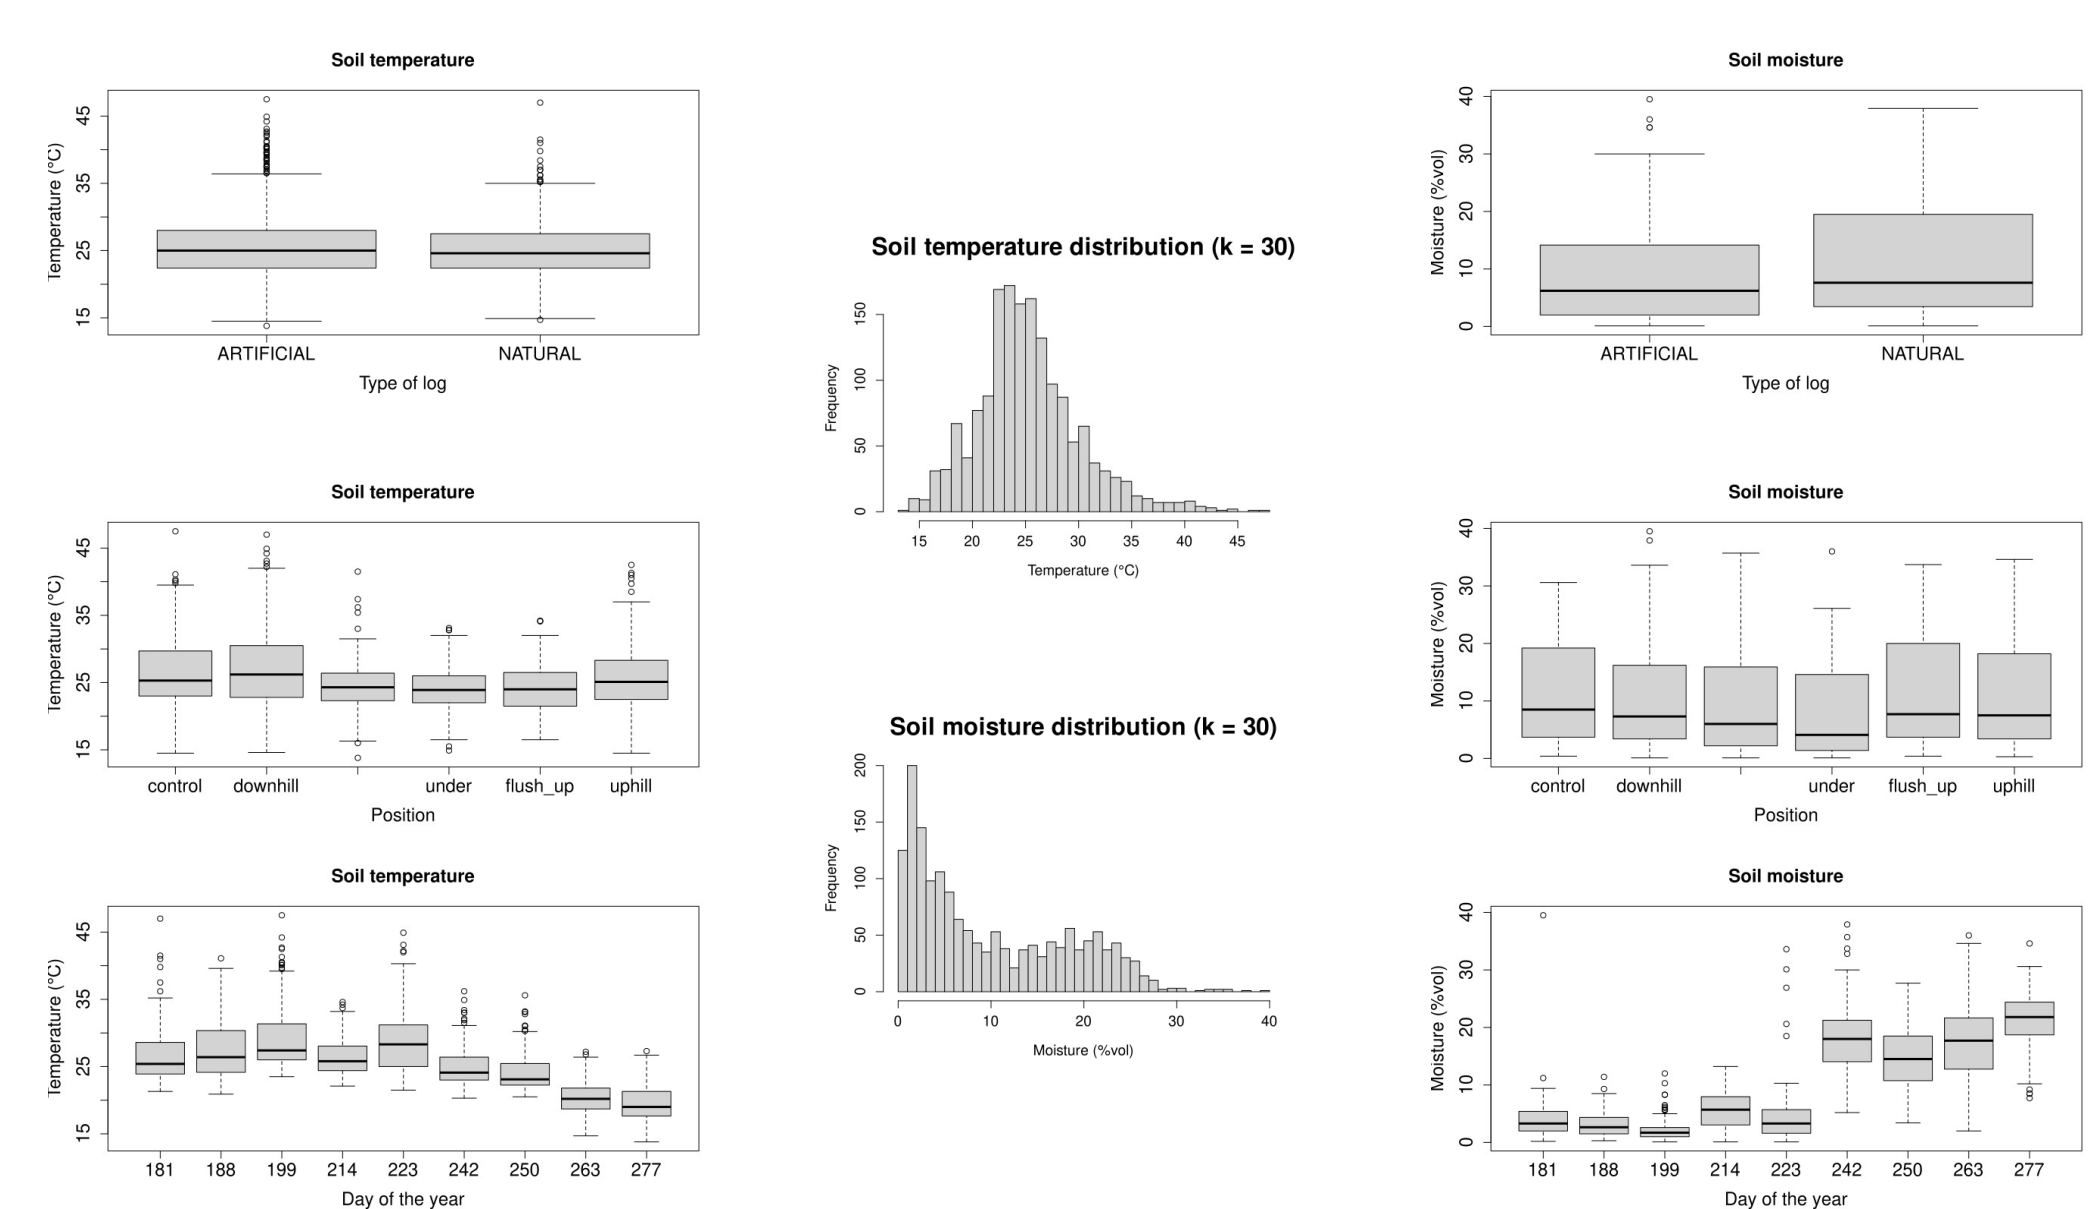 Soil temperature
Temperature (°C)
45
35
25
15
ARTIFICIAL NATURAL
Type of log
Soil temperature
Temperature (°C)
45
35
25
15
control downhill under flush_up uphill
Position
Soil temperature
Temperature (°C)
45
35
25
15
181 188 199 214 223 242 250 263 277
Day of the year
Soil temperature distribution (k = 30)
Frequency
150
100
50
0
15 20 25 30 35 40 45
Temperature (°C)
Soil moisture distribution (k = 30)
Frequency
200
150
100
50
0
0 10 20 30 40
Moisture (%vol)
Soil moisture
Moisture (%vol)
40
30
20
10
0
ARTIFICIAL NATURAL
Type of log
Soil moisture
Moisture (%vol)
40
30
20
10
0
control downhill under flush_up uphill
Position
Soil moisture
Moisture (%vol)
40
30
20
10
0
181 188 199 214 223 242 250 263 277
Day of the year